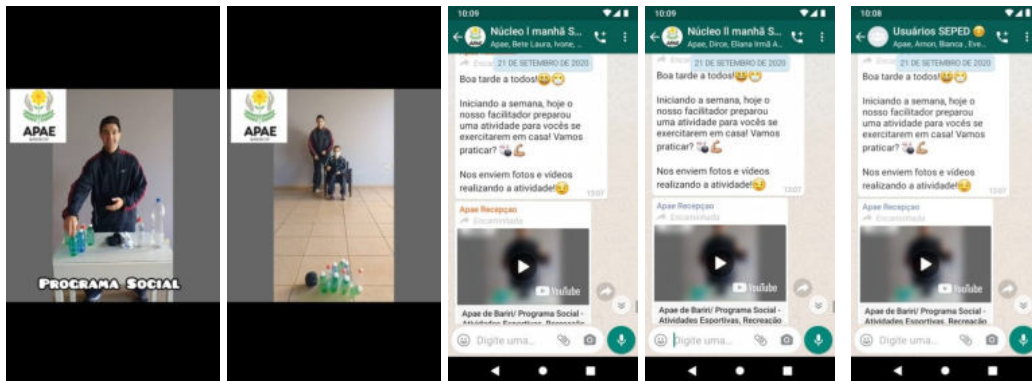 APAE
PROGRAMA SOCIAL
APAE
10:09
Núcleo I manhã S...
Apae, Bete Laura, Ivone, ...
21 DE SETEMBRO DE 2020
Boa tarde a todos!
Iniciando a semana, hoje o
nosso facilitador preparou
uma atividade para vocês se
exercitarem em casa! Vamos
praticar?
Nos enviem fotos e vídeos
realizando a atividade!
13:07
Apae Recepçao
Encaminhada
YouTube
Apae de Bariri/ Programa Social -
Atividades Esportivas, Recreação
Digite uma...
10:09
Núcleo II manhã S...
Apae, Dirce, Eliana Irmã A...
21 DE SETEMBRO DE 2020
Boa tarde a todos!
Iniciando a semana, hoje o
nosso facilitador preparou
uma atividade para vocês se
exercitarem em casa! Vamos
praticar?
Nos enviem fotos e vídeos
realizando a atividade!
13:07
Apae Recepçao
Encaminhada
YouTube
Apae de Bariri/ Programa Social -
Atividades Esportivas, Recreação
Digite uma...
10:08
Usuários SEPED
Apae, Arnon, Bianca, Eve...
21 DE SETEMBRO DE 2020
Boa tarde a todos!
Iniciando a semana, hoje o
nosso facilitador preparou
uma atividade para vocês se
exercitarem em casa! Vamos
praticar?
Nos enviem fotos e vídeos
realizando a atividade!
13:07
Apae Recepçao
Encaminhada
YouTube
Apae de Bariri/ Programa Social -
Atividades Esportivas, Recreação
Digite uma...